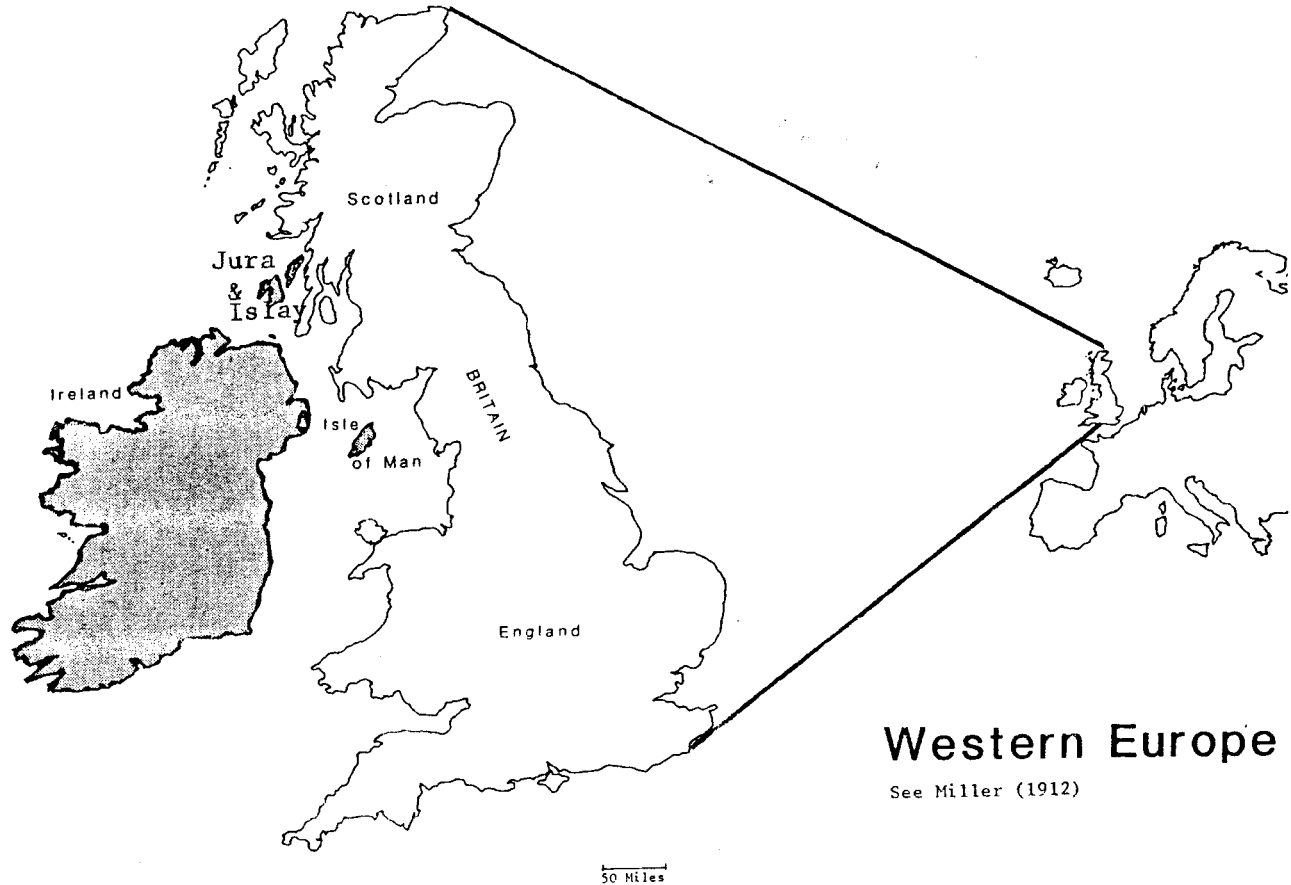 Scotland
Jura
&
Islay
Ireland
BRITAIN
Isle
of Man
England
Western Europe
See Miller (1912)
50 Miles